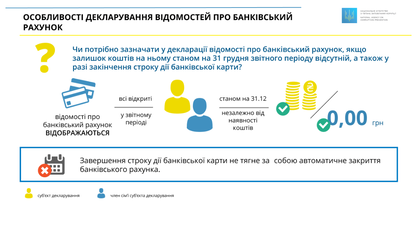 ОСОБЛИВОСТІ ДЕКЛАРУВАННЯ ВІДОМОСТЕЙ ПРО БАНКІВСЬКИЙ
РАХУНОК
Чи потрібно зазначати у декларації відомості про банківський рахунок, якщо
залишок коштів на ньому станом на 31 грудня звітного періоду відсутній, а також у
разі закінчення строку дії банківської карти?
відомості про
банківський рахунок
ВІДОБРАЖАЮТЬСЯ
всі відкриті
у звітному
періоді
станом на 31.12
незалежно від
наявності
коштів
0,00 грн
Завершення строку дії банківської карти не тягне за собою автоматичне закриття
банківського рахунка.
суб'єкт декларування
член сім'ї суб'єкта декларування